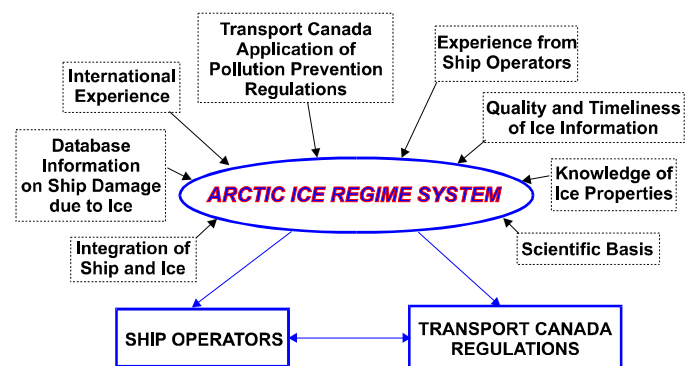 Transport Canada
Application of
Pollution Prevention
Regulations
Experience from
Ship Operators
International
Experience
Quality and Timeliness
of Ice Information
Database
Information
on Ship Damage
due to Ice
ARCTIC ICE REGIME SYSTEM
Knowledge of
Ice Properties
Integration of
Ship and Ice
Scientific Basis
SHIP OPERATORS
TRANSPORT CANADA
REGULATIONS